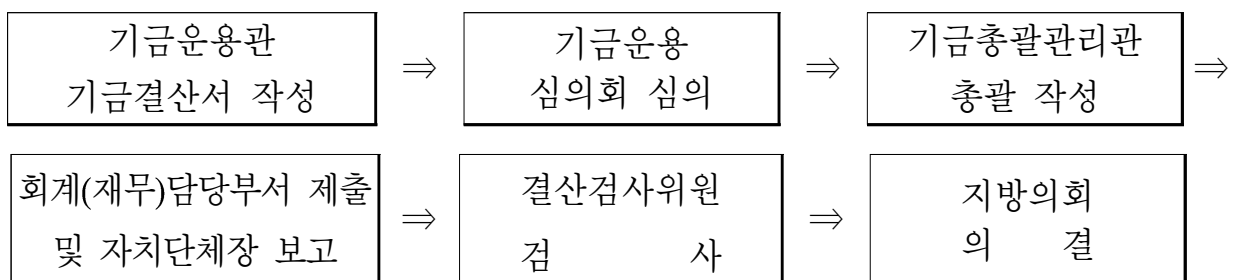 기금운용관
기금결산서 작성
⇒
기금운용
심의회 심의
⇒
기금총괄관리관
총괄 작성
⇒
회계(재무)담당부서 제출
및 자치단체장 보고
⇒
결산검사위원
검 사
⇒
지방의회
의 결